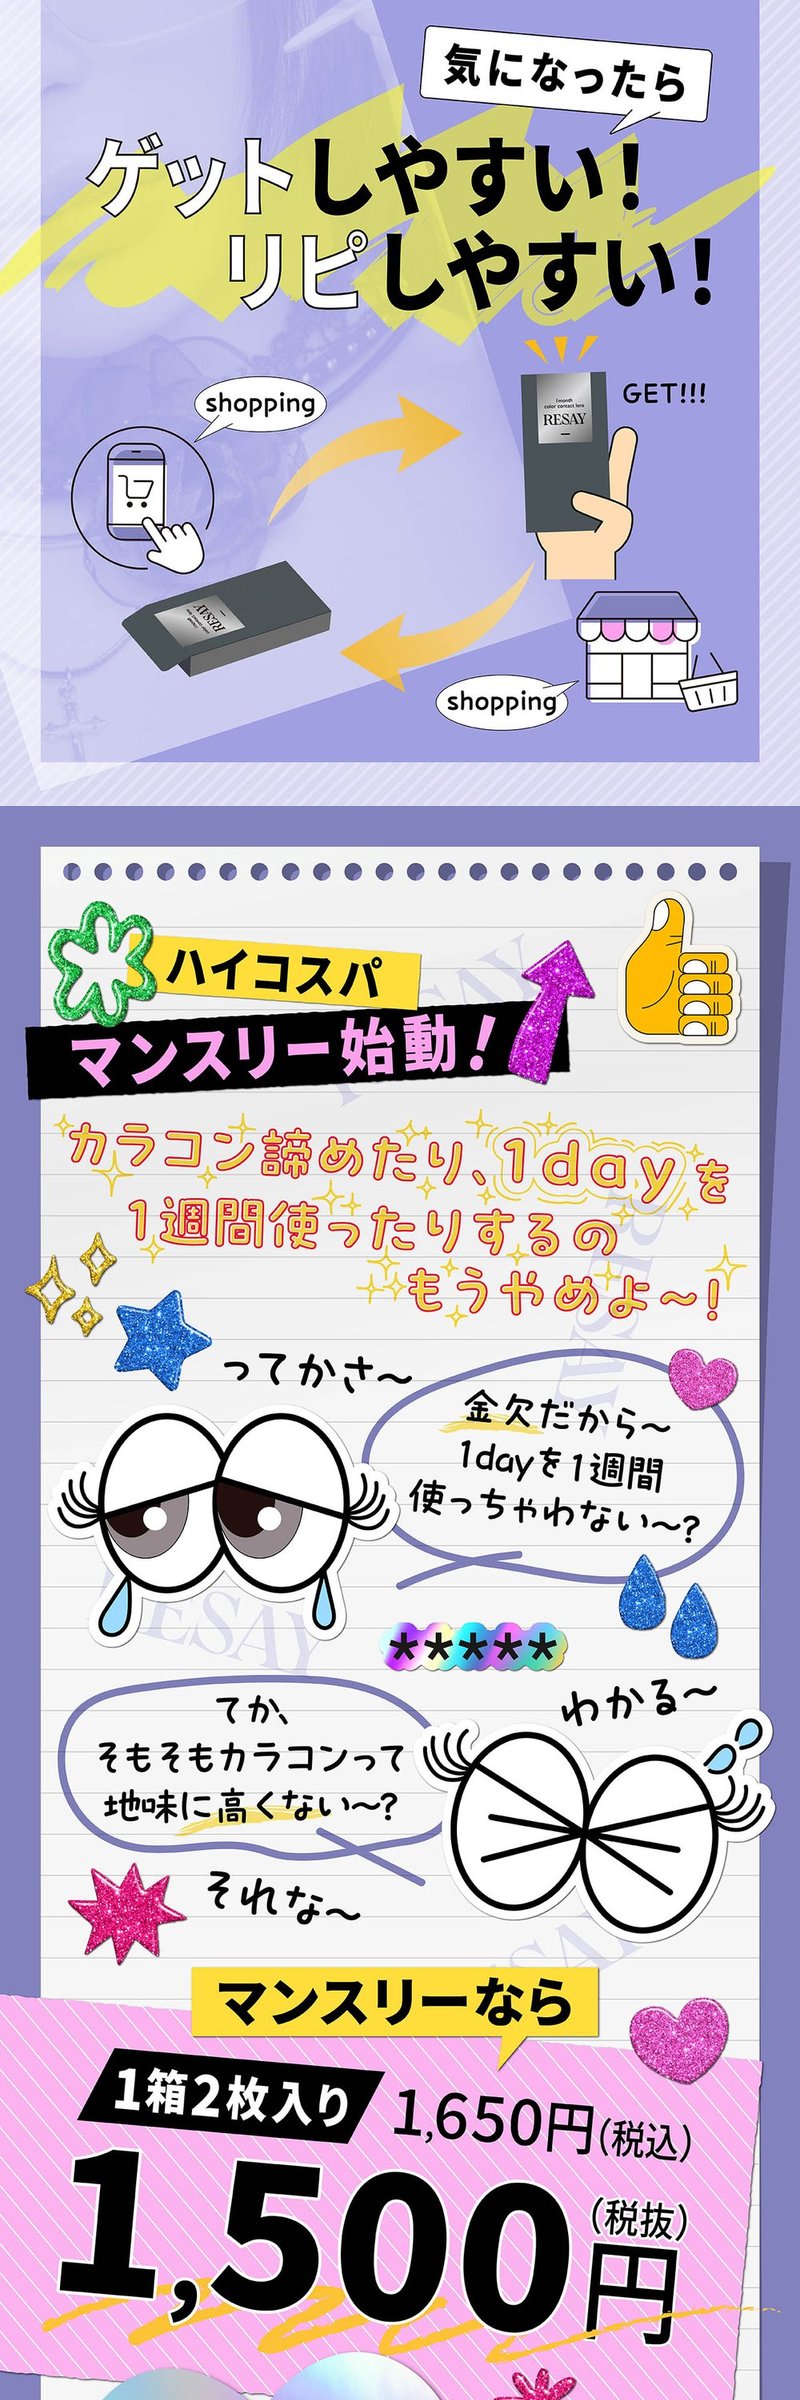 気になったら
ゲットしやすい！
リピしやすい！
shopping
GET!!!
1month
color contact lens
RESAY
RESAY
shopping
RESAY
ハイコスパ
マンスリー始動！
カラコン諦めたり、1dayを
1週間使ったりするの
もうやめよ～！
RESAY
ってかさ～
金欠だから～
1dayを1週間
使っちゃわない～？
RESAY
*****
わかる～
てか、
そもそもカラコンって
地味に高くない～？
それな～
マンスリーなら
1箱2枚入り
1,650円(税込)
1,500円
(税抜)